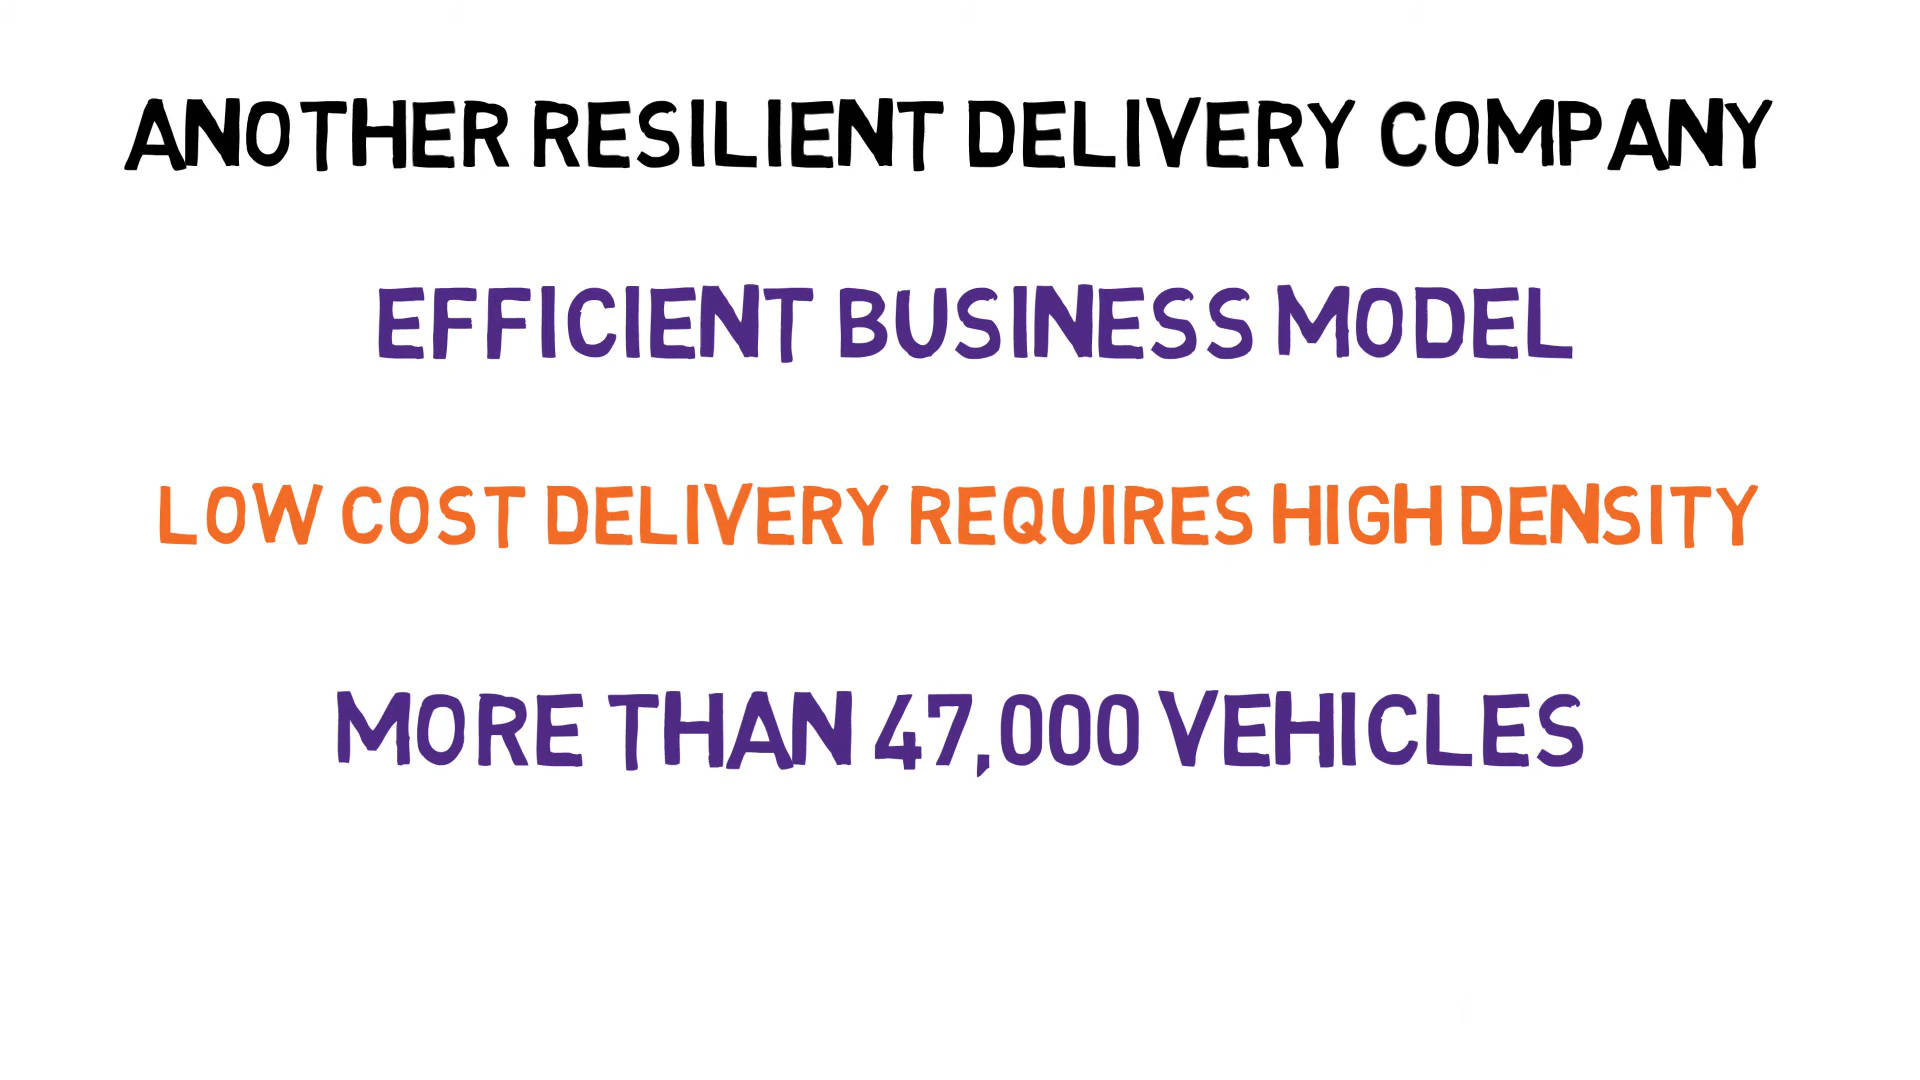 ANOTHER RESILIENT DELIVERY COMPANY
EFFICIENT BUSINESS MODEL
LOW COST DELIVERY REQUIRES HIGH DENSITY
MORE THAN 47,000 VEHICLES